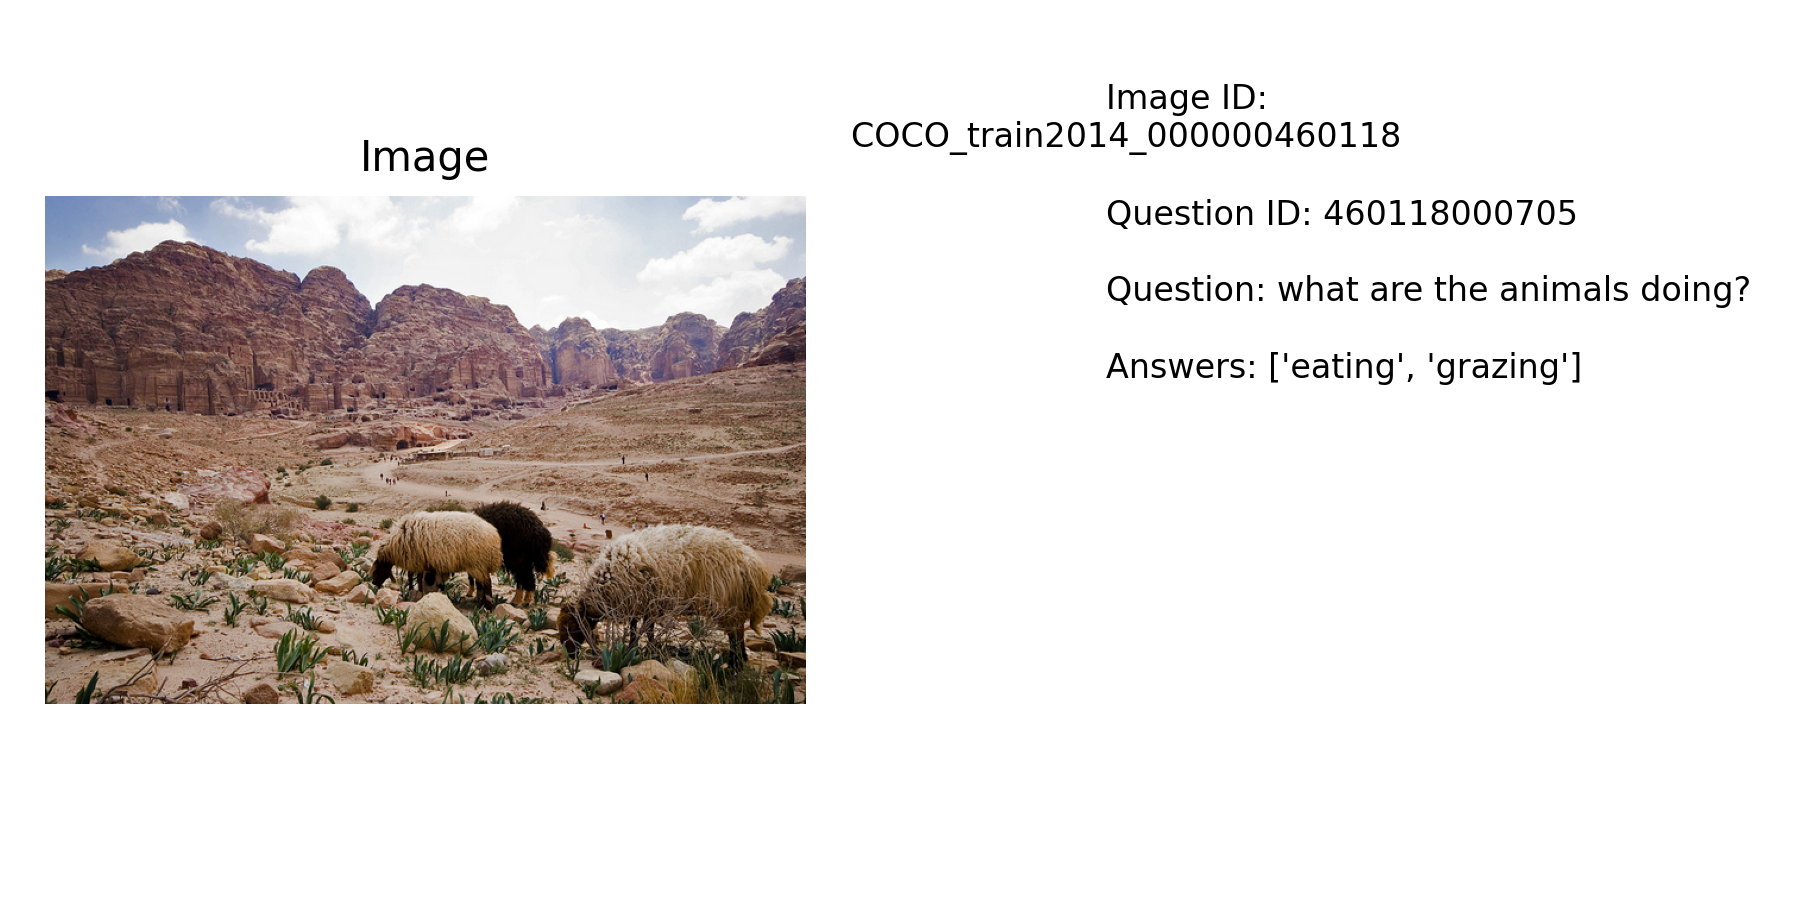 Image
Image ID:
COCO_train2014_000000460118
Question ID: 460118000705
Question: what are the animals doing?
Answers: ['eating', 'grazing']